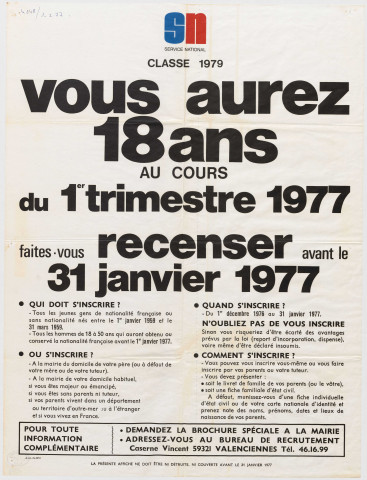 sn
SERVICE NATIONAL
CLASSE 1979
vous aurez
18 ans
AU COURS
du 1er trimestre 1977
faites-vous recenser avant le
31 janvier 1977
● QUI DOIT S'INSCRIRE ?
- Tous les jeunes gens de nationalité française ou
sans nationalité nés entre le 1er janvier 1959 et le
31 mars 1959.
- Tous les hommes de 18 à 50 ans qui auront obtenu ou
conservé la nationalité française avant le 1er janvier 1977.
● OU S'INSCRIRE ?
- A la mairie du domicile de votre père (ou à défaut de
votre mère ou de votre tuteur).
- A la mairie de votre domicile habituel,
si vous êtes majeur ou émancipé,
si vous êtes sans parents ni tuteur,
si vos parents vivent dans un département
ou territoire d'outre-mer ou à l'étranger
et si vous vivez en France.
● QUAND S'INSCRIRE ?
- Du 1er décembre 1976 au 31 janvier 1977.
N'OUBLIEZ PAS DE VOUS INSCRIRE
Sinon vous risqueriez d'être écarté des avantages
prévus par la loi (report d'incorporation, dispense),
voire même d'être déclaré insoumis.
● COMMENT S'INSCRIRE ?
- Vous pouvez vous inscrire vous-même ou vous faire
inscrire par vos parents ou votre tuteur.
- Vous devez présenter :
● soit le livret de famille de vos parents (ou le vôtre),
● soit une fiche familiale d'état civil.
A défaut, munissez-vous d'une fiche individuelle
d'état civil ou de votre carte nationale d'identité et
prenez note des noms, prénoms, dates et lieux de
naissance de vos parents.
POUR TOUTE
INFORMATION
COMPLÉMENTAIRE
• DEMANDEZ LA BROCHURE SPÉCIALE A LA MAIRIE
• ADRESSEZ-VOUS AU BUREAU DE RECRUTEMENT
Caserne Vincent 59321 VALENCIENNES Tél. 46.16.99
LA PRÉSENTE AFFICHE NE DOIT ÊTRE NI DÉTRUITE, NI COUVERTE AVANT LE 31 JANVIER 1977